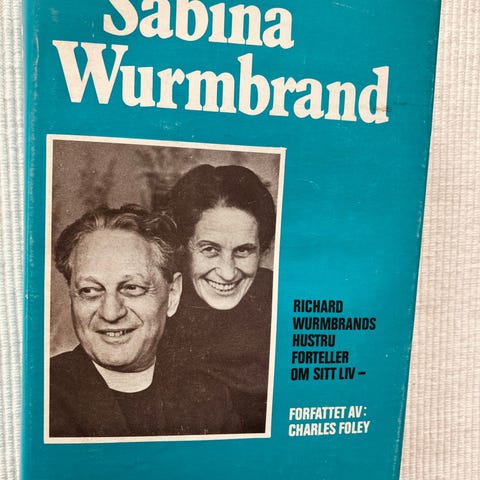 Sabina
Wurmbrand
RICHARD
WURMBRANDS
HUSTRU
FORTELLER
OM SITT LIV –
FORFATTET AV:
CHARLES FOLEY